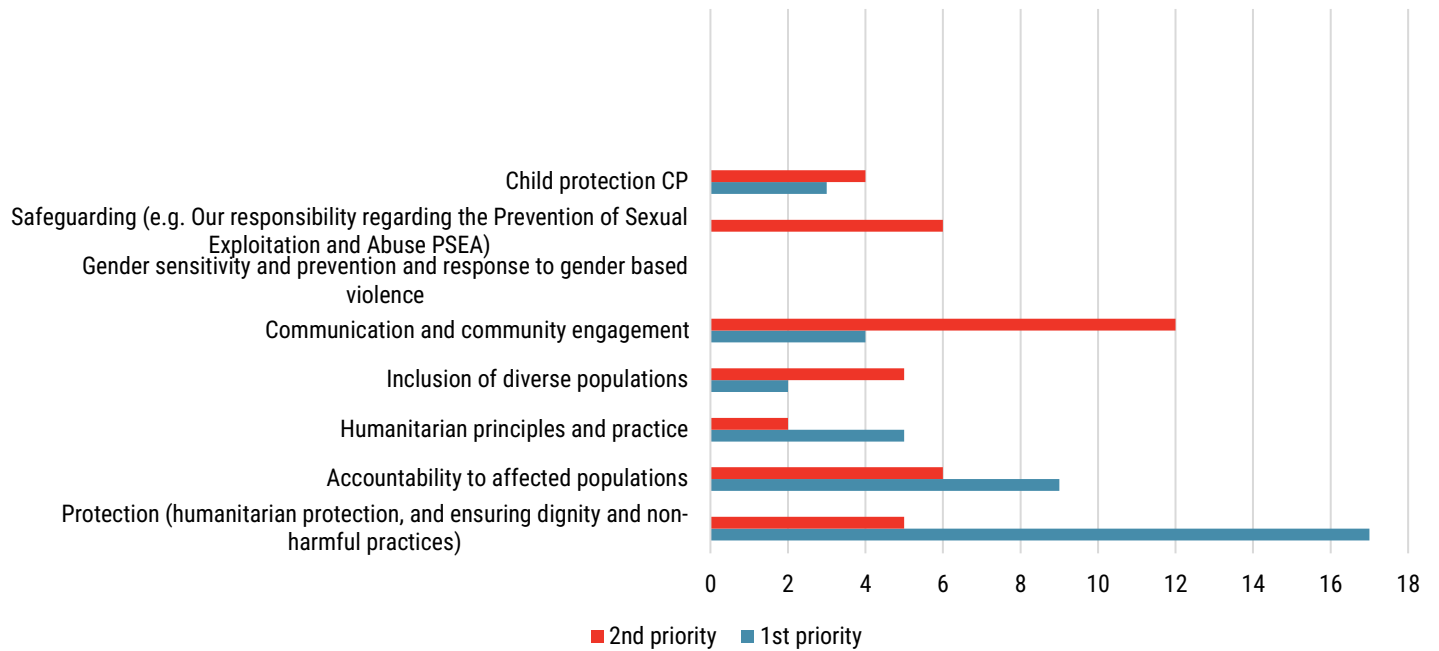 Child protection CP
Safeguarding (e.g. Our responsibility regarding the Prevention of Sexual
Exploitation and Abuse PSEA)
Gender sensitivity and prevention and response to gender based
violence
Communication and community engagement
Inclusion of diverse populations
Humanitarian principles and practice
Accountability to affected populations
Protection (humanitarian protection, and ensuring dignity and non-
harmful practices)
0 2 4 6 8 10 12 14 16 18
2nd priority 1st priority